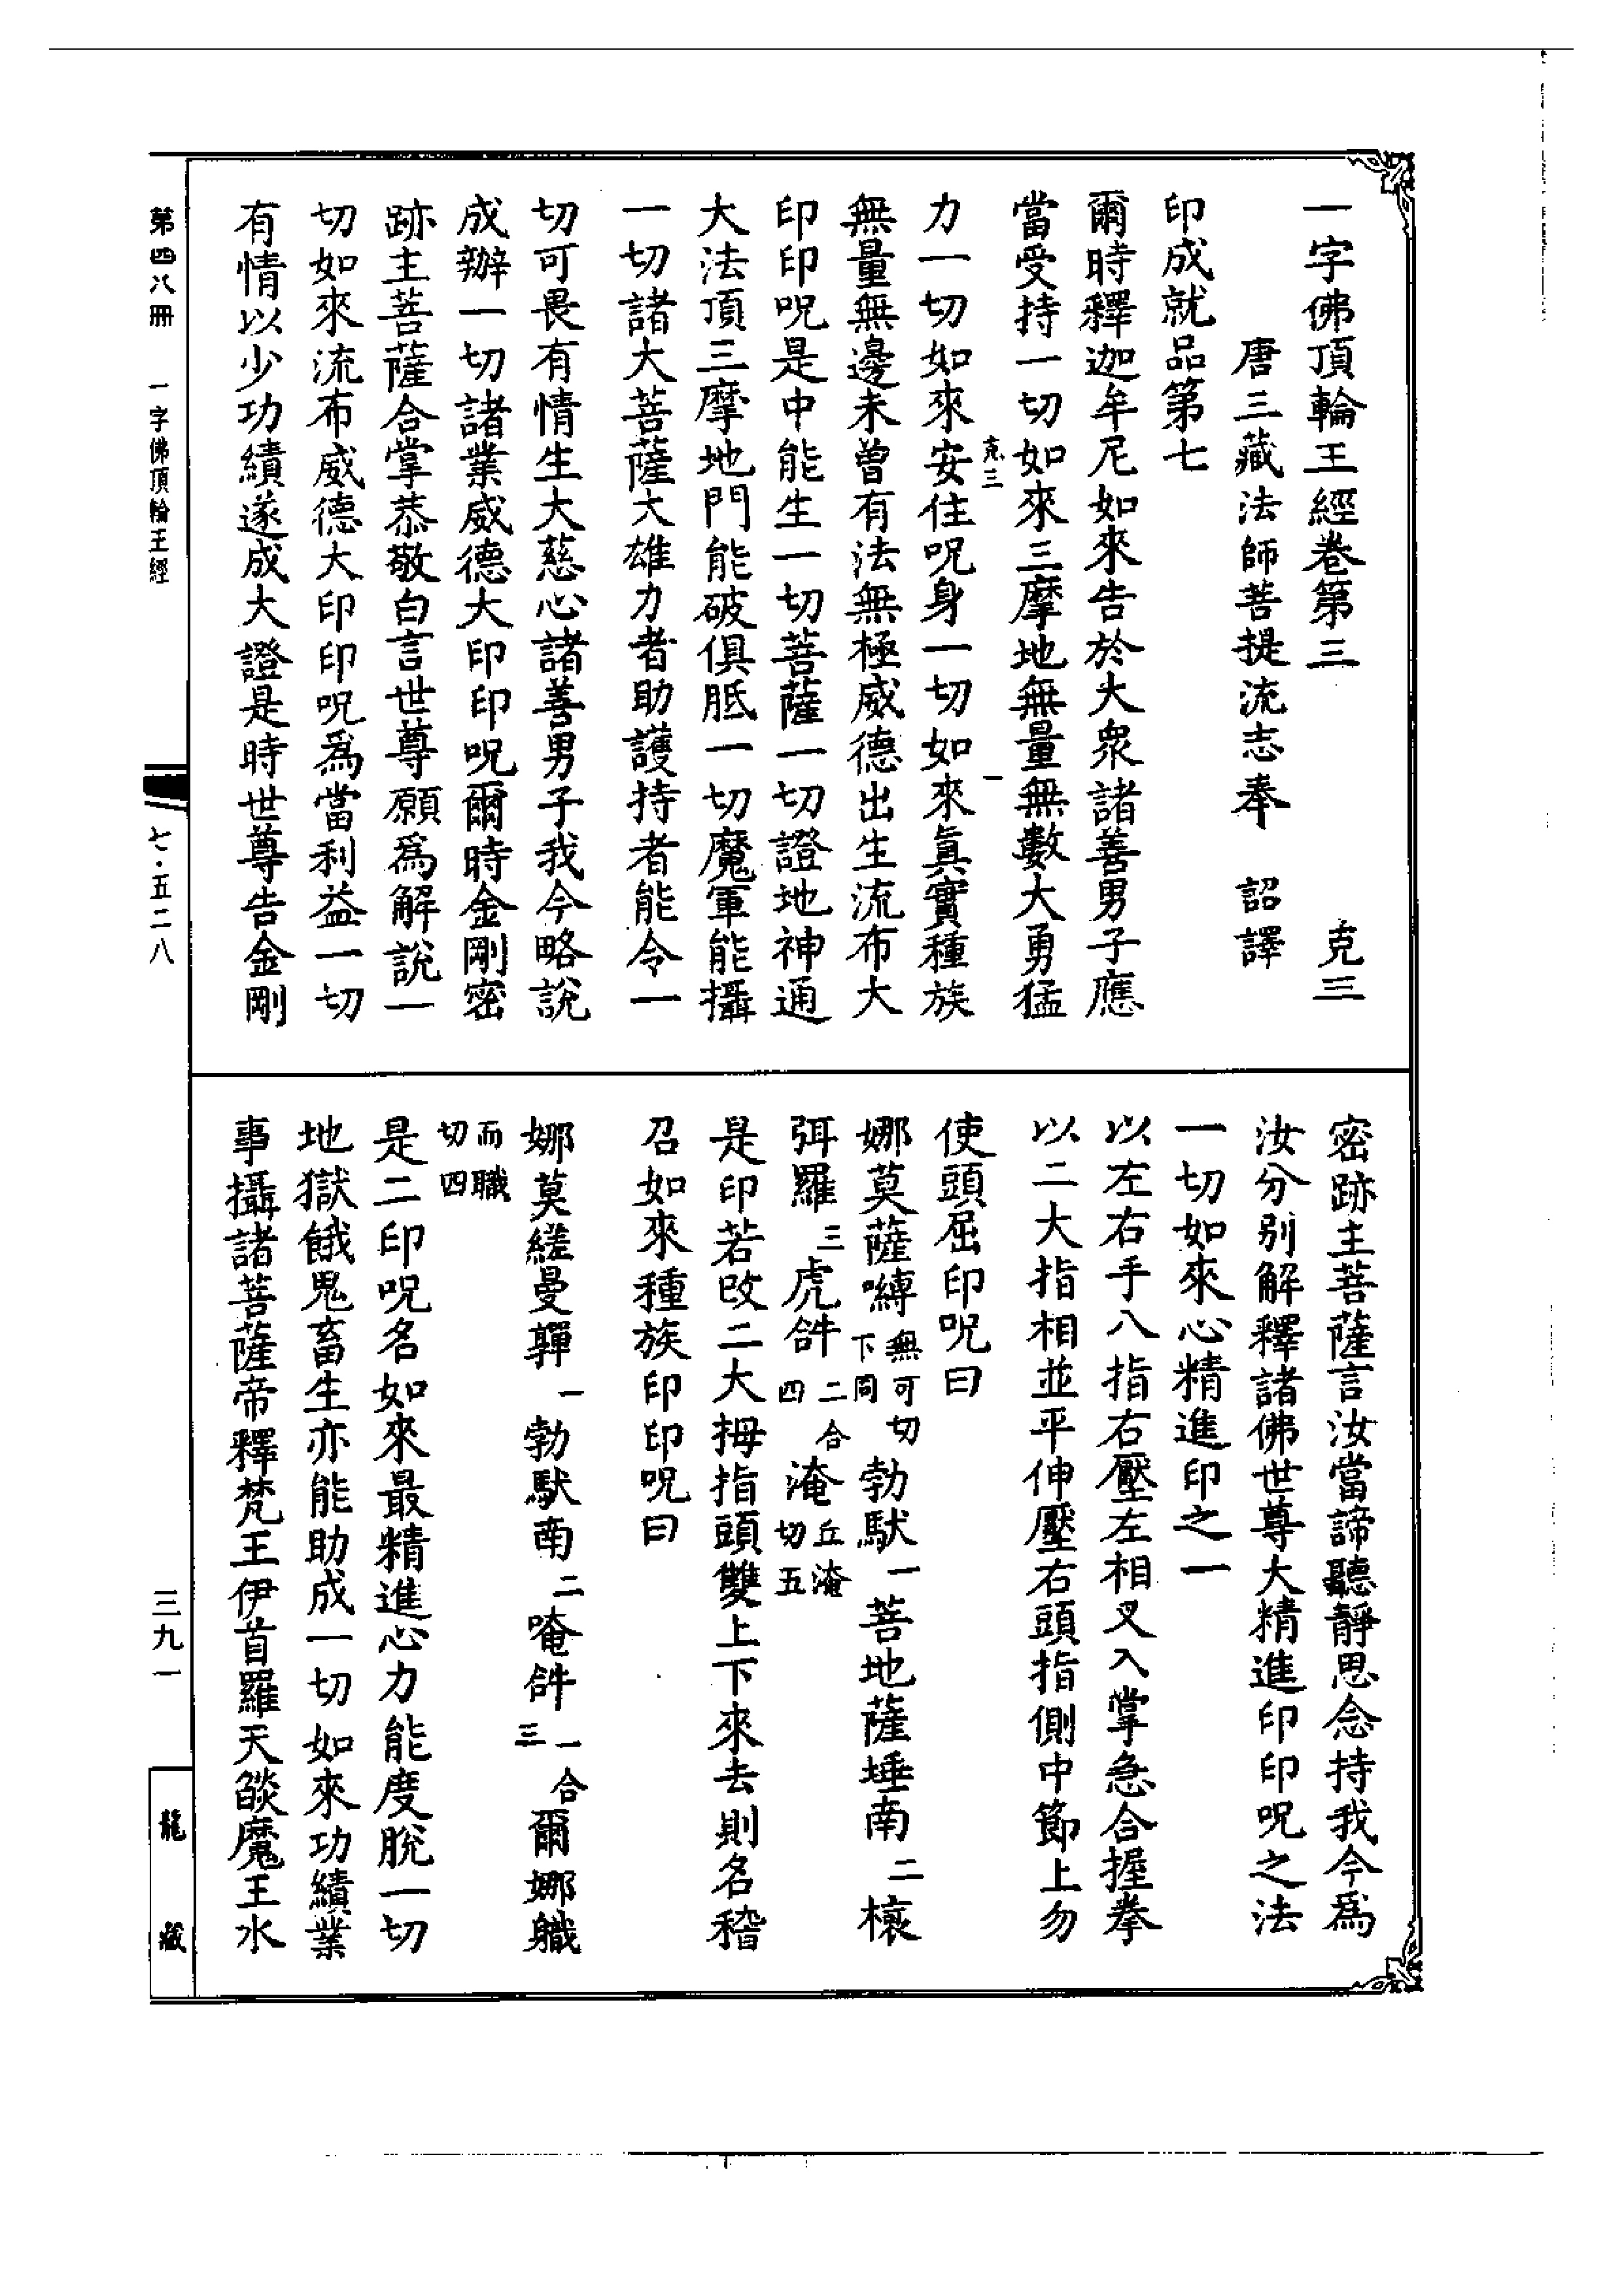 一字佛頂輪王經卷第三 克三
唐三藏法師菩提流志奉 詔譯
印成就品第七
爾時釋迦牟尼如來告於大眾諸善男子應
當受持一切如來三摩地無量無數大勇猛
克三 一
力一切如來安住呪身一切如來眞實種族
無量無邊未曾有法無極威德出生流布大
印印呪是中能生一切菩薩一切證地神通
大法頂三摩地門能破俱胝一切魔軍能攝
一切諸大菩薩大雄力者助護持者能令一
切可畏有情生大慈心諸善男子我今略說
成辦一切諸業威德大印印呪爾時金剛密
跡主菩薩合掌恭敬白言世尊願爲解說一
切如來流布威德大印印呪爲當利益一切
有情以少功績遂成大證是時世尊告金剛
密跡主菩薩言汝當諦聽靜思念持我今爲
汝分別解釋諸佛世尊大精進印印呪之法
一切如來心精進印之一
以左右手八指右壓左相叉入掌急合握拳
以二大指相並平伸壓右頭指側中節上勿
使頭屈印呪曰
娜莫薩嚩無可切下同勃馱一菩地薩埵南二欀
弭羅三虎𤙖二合四淹丘淹切五
是印若改二大拇指頭雙上下來去則名稽
召如來種族印印呪曰
娜莫縒曼嚲一勃馱南二唵𤙖一合三爾娜軄
而職切四
是二印呪名如來最精進心力能度脫一切
地獄餓鬼畜生亦能助成一切如來功績業
事攝諸菩薩帝釋梵王伊首羅天燄魔王水
第四八冊 一字佛頂輪王經
七·五二八
三九一
龍藏